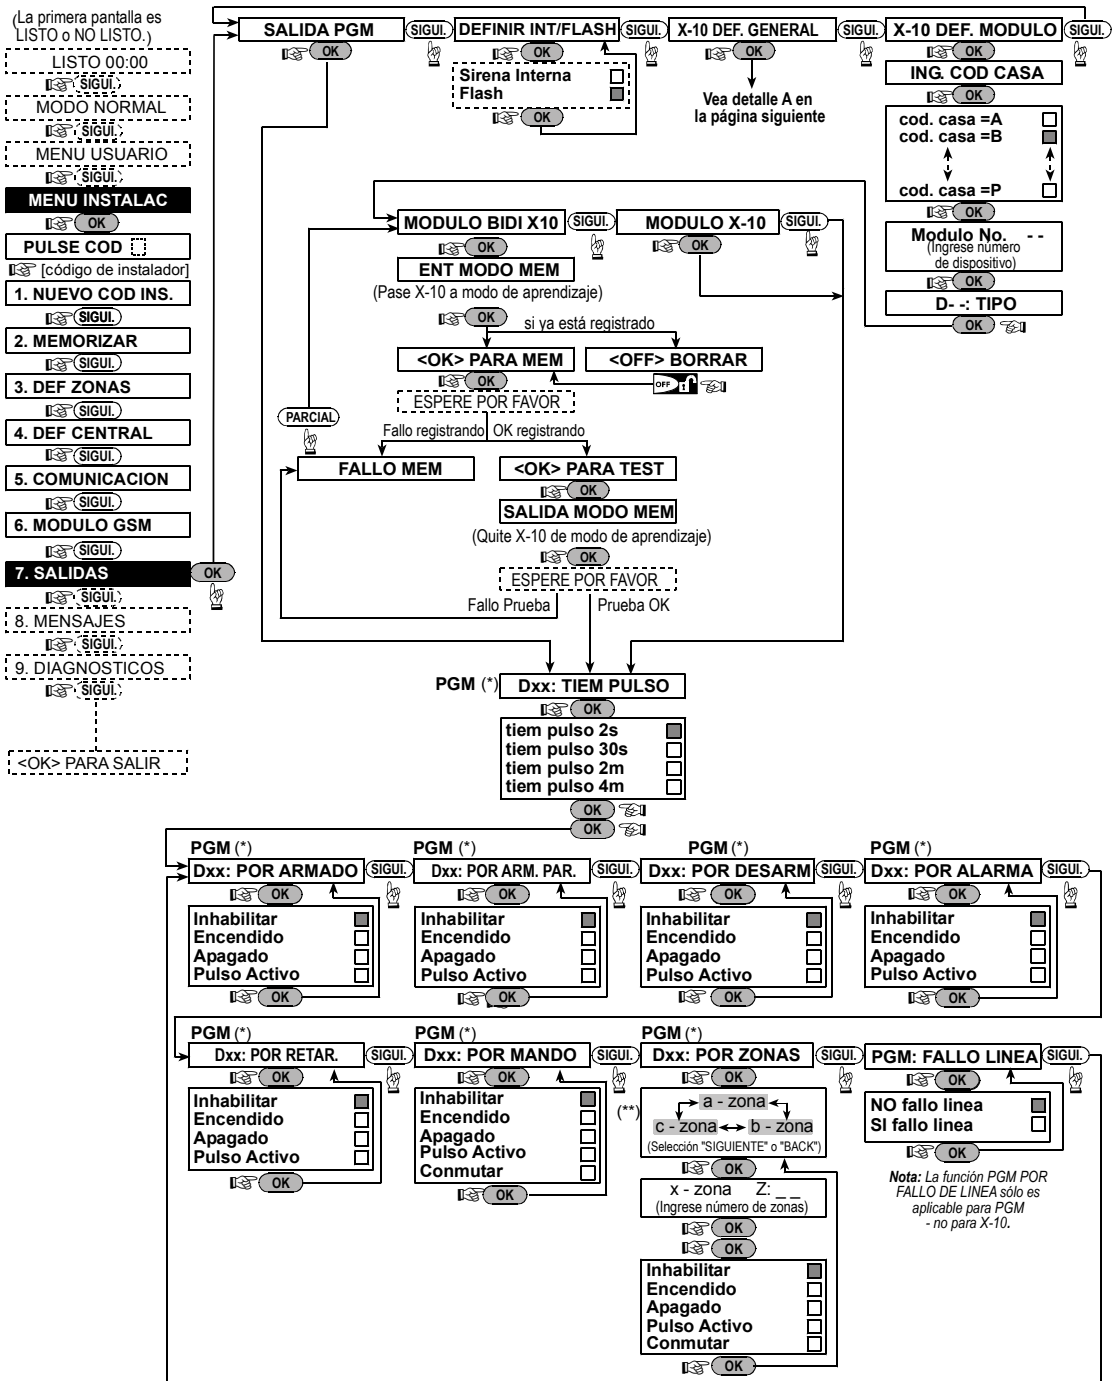 (La primera pantalla es
LISTO o NO LISTO.)
LISTO 00:00
SIGUI.
MODO NORMAL
SIGUI.
MENU USUARIO
SIGUI.
MENU INSTALAC
OK
PULSE COD
[código de instalador]
1. NUEVO COD INS.
SIGUI.
2. MEMORIZAR
SIGUI.
3. DEF ZONAS
SIGUI.
4. DEF CENTRAL
SIGUI.
5. COMUNICACION
SIGUI.
6. MODULO GSM
SIGUI.
7. SALIDAS
OK
SIGUI.
8. MENSAJES
SIGUI.
9. DIAGNOSTICOS
SIGUI.
<OK> PARA SALIR
SALIDA PGM
SIGUI.
OK
DEFINIR INT/FLASH
SIGUI.
OK
Sirena Interna
Flash
OK
X-10 DEF. GENERAL
SIGUI.
OK
Vea detalle A en
la página siguiente
X-10 DEF. MODULO
SIGUI.
OK
ING. COD CASA
OK
cod. casa =A
cod. casa =B
cod. casa =P
OK
Modulo No. - -
(Ingrese número
de dispositivo)
OK
D- -: TIPO
OK
MODULO BIDI X10
SIGUI.
OK
MODULO X-10
SIGUI.
OK
ENT MODO MEM
(Pase X-10 a modo de aprendizaje)
OK
si ya está registrado
<OK> PARA MEM
<OFF> BORRAR
OK
OFF
ESPERE POR FAVOR
PARCIAL
Fallo registrando
OK registrando
FALLO MEM
<OK> PARA TEST
OK
SALIDA MODO MEM
(Quite X-10 de modo de aprendizaje)
OK
ESPERE POR FAVOR
Fallo Prueba
Prueba OK
PGM (*)
Dxx: TIEM PULSO
OK
tiem pulso 2s
tiem pulso 30s
tiem pulso 2m
tiem pulso 4m
OK
OK
PGM (*)
Dxx: POR ARMADO
SIGUI.
OK
Inhabilitar
Encendido
Apagado
Pulso Activo
OK
PGM (*)
Dxx: POR ARM. PAR.
SIGUI.
OK
Inhabilitar
Encendido
Apagado
Pulso Activo
OK
PGM (*)
Dxx: POR DESARM
SIGUI.
OK
Inhabilitar
Encendido
Apagado
Pulso Activo
OK
PGM (*)
Dxx: POR ALARMA
SIGUI.
OK
Inhabilitar
Encendido
Apagado
Pulso Activo
OK
PGM (*)
Dxx: POR RETAR.
SIGUI.
OK
Inhabilitar
Encendido
Apagado
Pulso Activo
OK
PGM (*)
Dxx: POR MANDO
SIGUI.
OK
Inhabilitar
Encendido
Apagado
Pulso Activo
Conmutar
OK
PGM (*)
Dxx: POR ZONAS
SIGUI.
OK
(**)
a - zona
c - zona
b - zona
(Selección "SIGUIENTE" o "BACK")
OK
x - zona Z: _ _
(Ingrese número de zonas)
OK
OK
Inhabilitar
Encendido
Apagado
Pulso Activo
Conmutar
OK
PGM: FALLO LINEA
SIGUI.
OK
NO fallo linea
SI fallo linea
OK
Nota: La función PGM POR
FALLO DE LINEA sólo es
aplicable para PGM
- no para X-10.